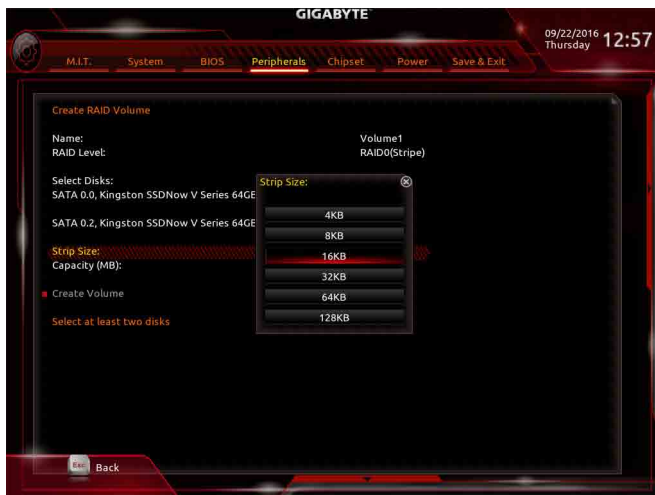 GIGABYTE
09/22/2016 12:57
Thursday
M.I.T. System BIOS Peripherals Chipset Power Save & Exit
Create RAID Volume
Name: Volume1
RAID Level: RAID0(Stripe)
Select Disks:
SATA 0.0, Kingston SSDNow V Series 64GB
SATA 0.2, Kingston SSDNow V Series 64GB
Strip Size:
Capacity (MB):
Create Volume
Select at least two disks
Strip Size:
4KB
8KB
16KB
32KB
64KB
128KB
Esc Back